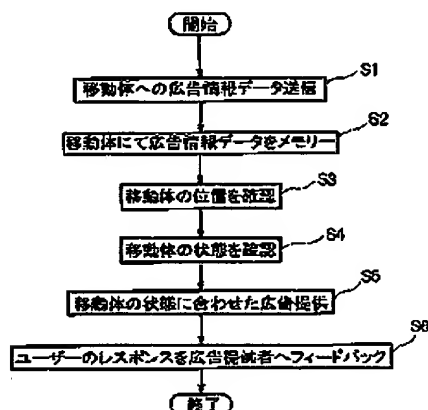 開始
S1
移動体への広告情報データ送信
S2
移動体にて広告情報データをメモリー
S3
移動体の位置を確認
S4
移動体の状態を確認
S5
移動体の状態に合わせた広告提供
S6
ユーザーのレスポンスを広告提供者へフィードバック
終了